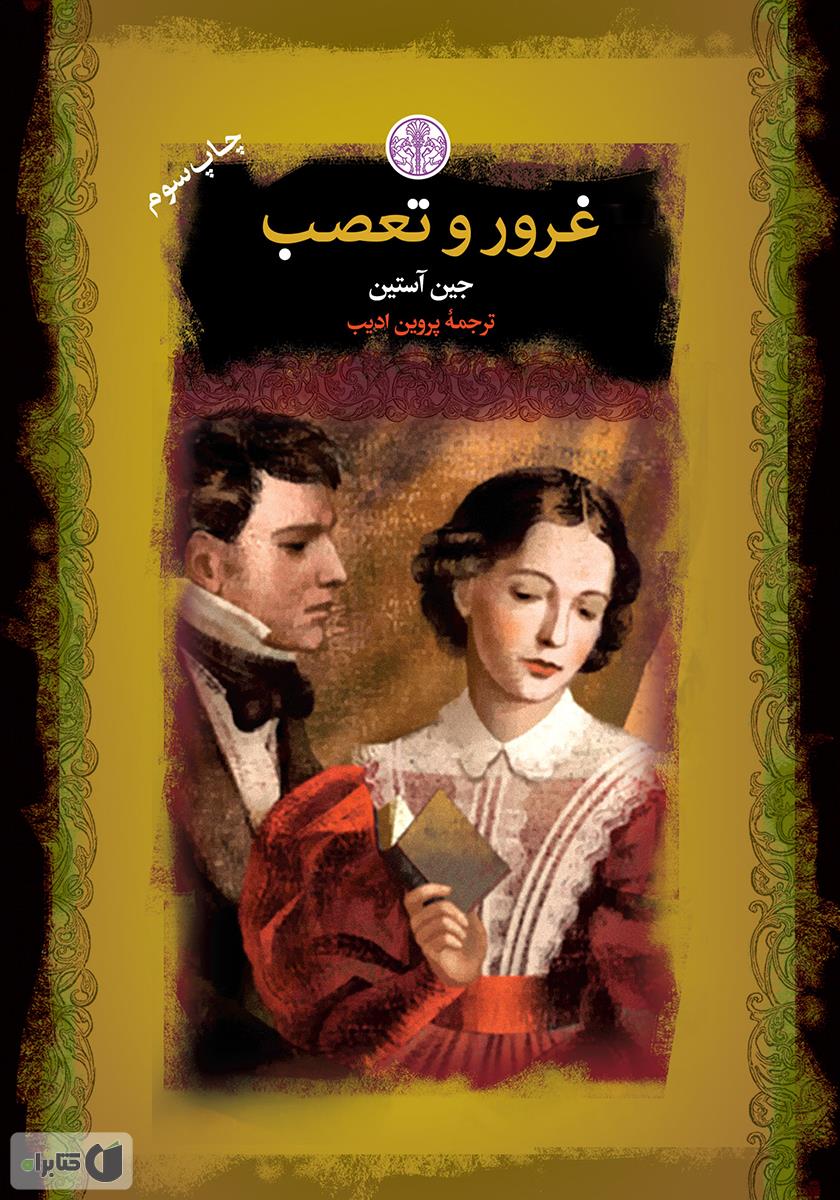 چاپ سوم
غرور و تعصب
جین آستین
ترجمهٔ پروین ادیب
کتابراه